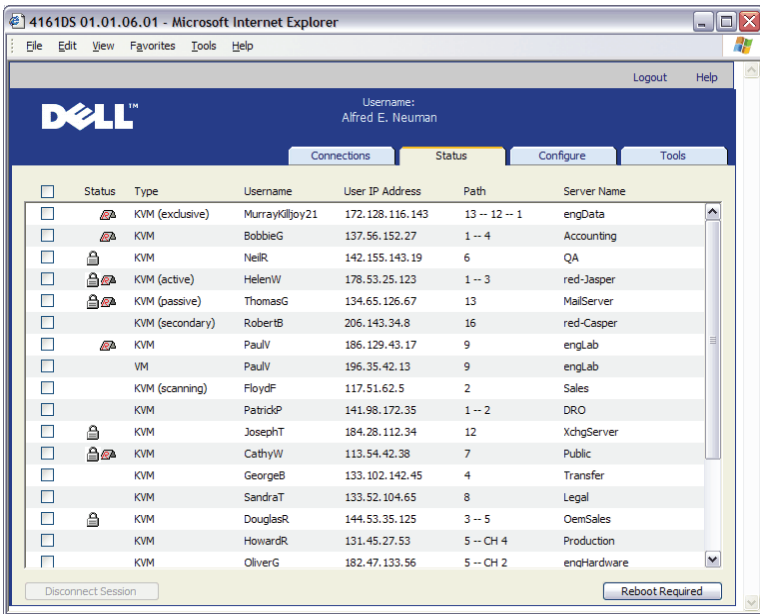 4161DS 01.01.06.01 - Microsoft Internet Explorer
File Edit View Favorites Tools Help
Logout Help
DELL™
Username:
Alfred E. Neuman
Connections Status Configure Tools
Status Type Username User IP Address Path Server Name
KVM (exclusive) MurrayKilljoy21 172.128.116.143 13 -- 12 -- 1 engData
KVM BobbieG 137.56.152.27 1 -- 4 Accounting
KVM NeilR 142.155.143.19 6 QA
KVM (active) HelenW 178.53.25.123 1 -- 3 red-Jasper
KVM (passive) ThomasG 134.65.126.67 13 MailServer
KVM (secondary) RobertB 206.143.34.8 16 red-Casper
KVM PaulV 186.129.43.17 9 engLab
VM PaulV 196.35.42.13 9 engLab
KVM (scanning) FloydF 117.51.62.5 2 Sales
KVM PatrickP 141.98.172.35 1 -- 2 DRO
KVM JosephT 184.28.112.34 12 XchgServer
KVM CathyW 113.54.42.38 7 Public
KVM GeorgeB 133.102.142.45 4 Transfer
KVM SandraT 133.52.104.65 8 Legal
KVM DouglasR 144.53.35.125 3 -- 5 OemSales
KVM HowardR 131.45.27.53 5 -- CH 4 Production
KVM OliverG 182.47.133.56 5 -- CH 2 engHardware
Disconnect Session Reboot Required